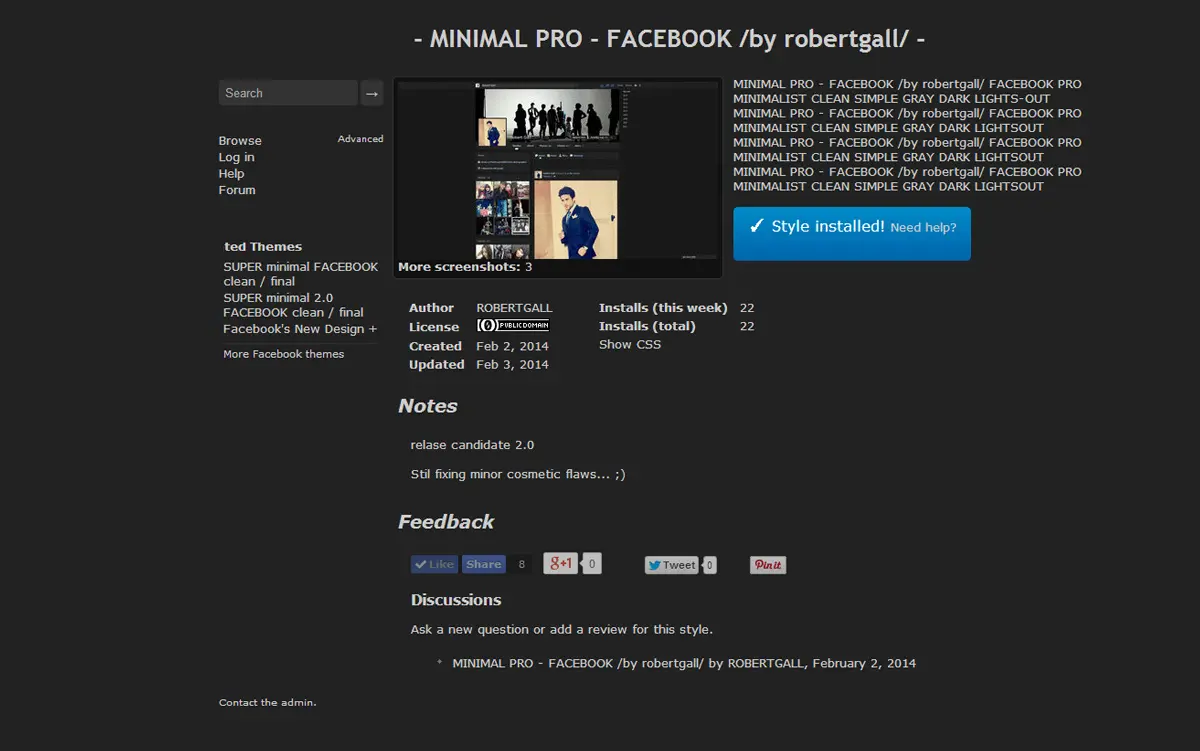 - MINIMAL PRO - FACEBOOK /by robertgall/ -
Search
→
Browse
Advanced
Log in
Help
Forum
ted Themes
SUPER minimal FACEBOOK
clean / final
SUPER minimal 2.0
FACEBOOK clean / final
Facebook's New Design +
More Facebook themes
More screenshots: 3
MINIMAL PRO - FACEBOOK /by robertgall/ FACEBOOK PRO
MINIMALIST CLEAN SIMPLE GRAY DARK LIGHTS-OUT
MINIMAL PRO - FACEBOOK /by robertgall/ FACEBOOK PRO
MINIMALIST CLEAN SIMPLE GRAY DARK LIGHTSOUT
MINIMAL PRO - FACEBOOK /by robertgall/ FACEBOOK PRO
MINIMALIST CLEAN SIMPLE GRAY DARK LIGHTSOUT
MINIMAL PRO - FACEBOOK /by robertgall/ FACEBOOK PRO
MINIMALIST CLEAN SIMPLE GRAY DARK LIGHTSOUT
✓ Style installed! Need help?
Author ROBERTGALL
License PUBLIC DOMAIN
Created Feb 2, 2014
Updated Feb 3, 2014
Installs (this week) 22
Installs (total) 22
Show CSS
Notes
relase candidate 2.0
Stil fixing minor cosmetic flaws... ;)
Feedback
Like Share 8 g+1 0 Tweet 0 Pin it
Discussions
Ask a new question or add a review for this style.
MINIMAL PRO - FACEBOOK /by robertgall/ by ROBERTGALL, February 2, 2014
Contact the admin.